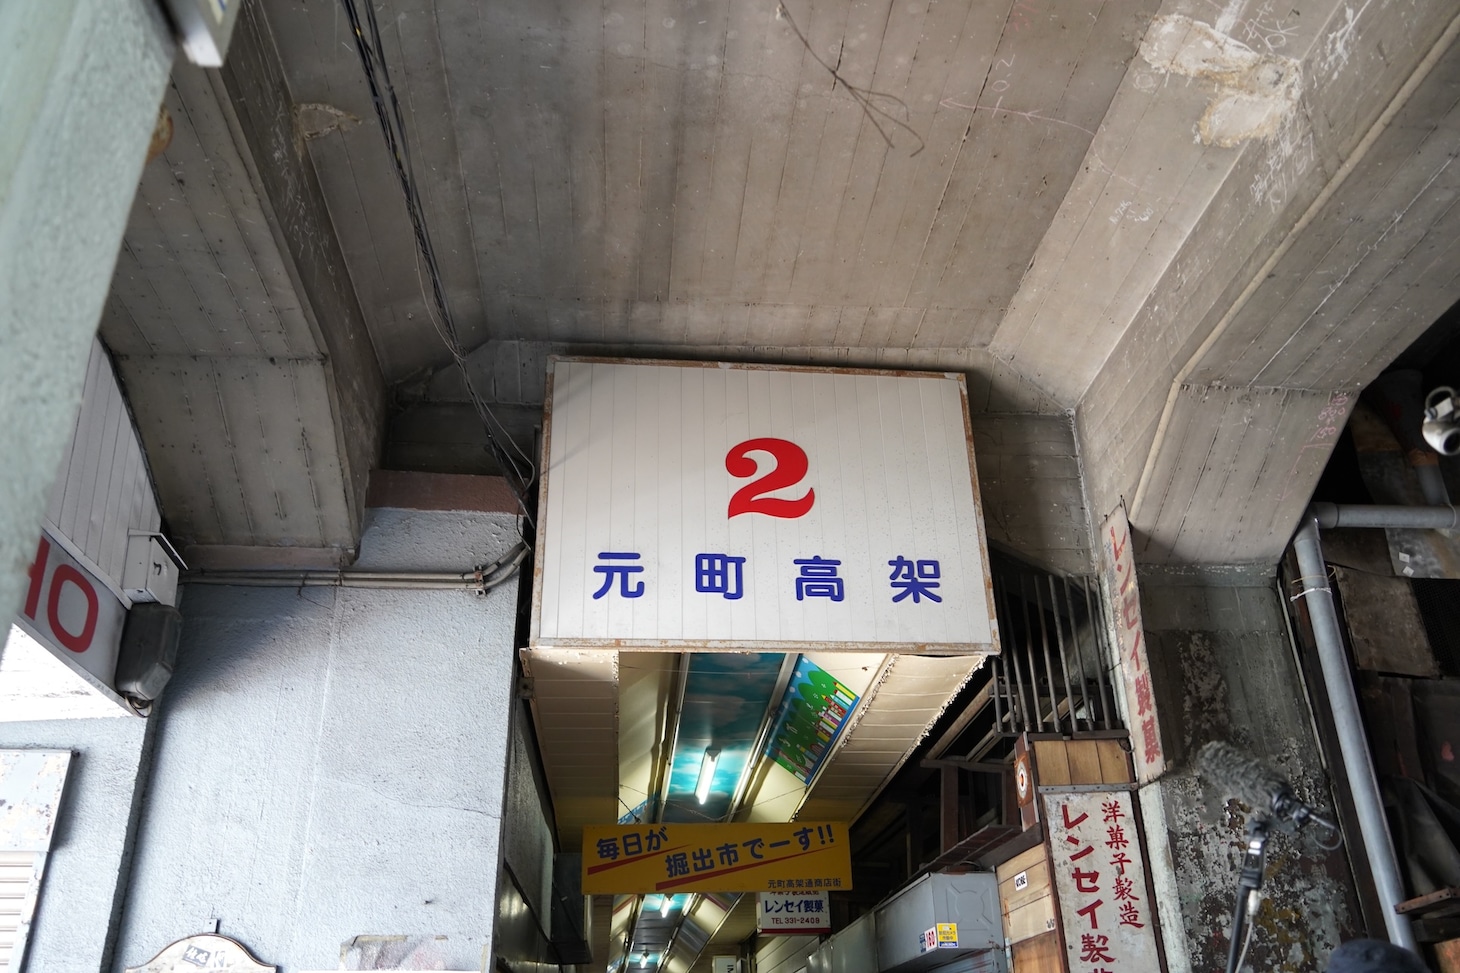 2
元町高架
毎日が
掘出市でーす!!
元町高架通商店街
レンセイ製菓
TEL 331-2409
レンセイ製菓
洋菓子製造
レンセイ製菓
10